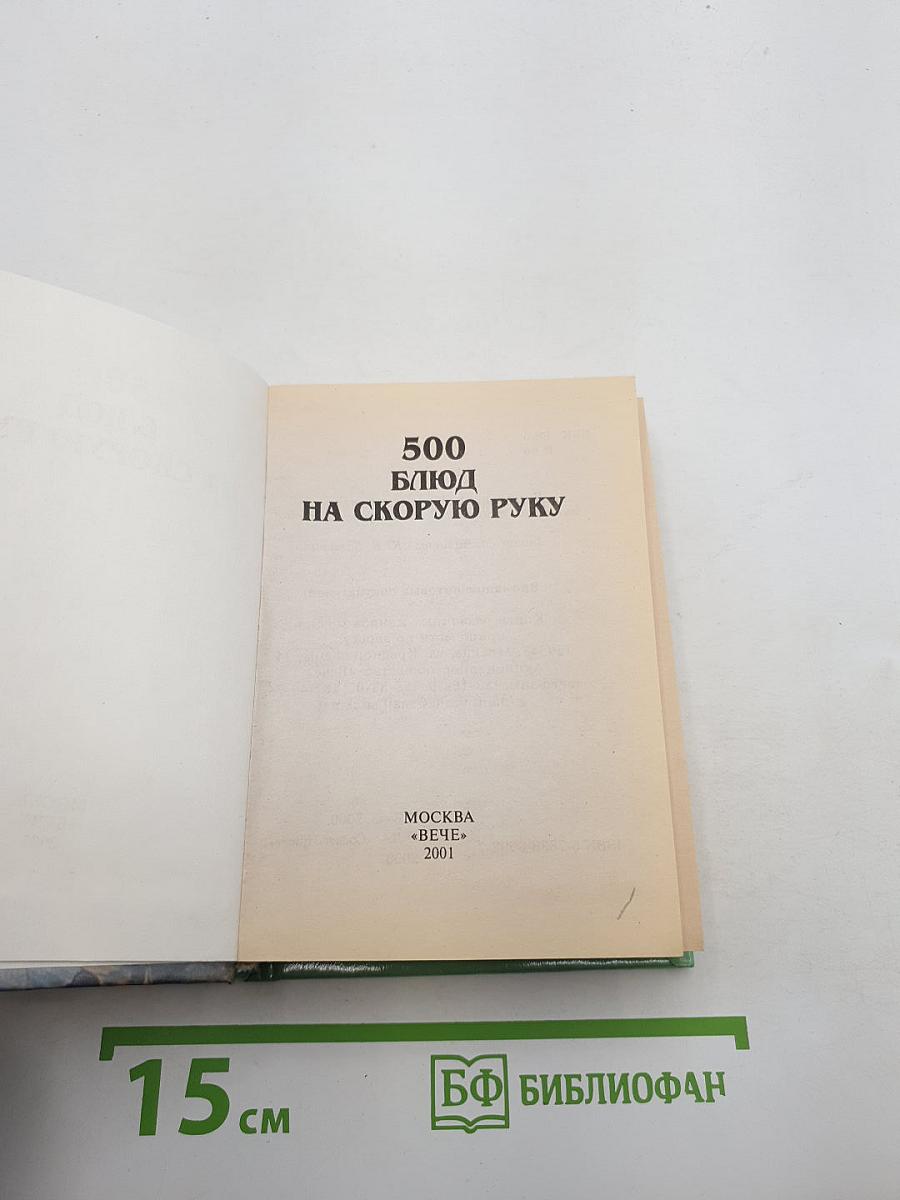 500
БЛЮД
НА СКОРУЮ РУКУ
МОСКВА
«ВЕЧЕ»
2001
15 см
БФ БИБЛИОФАН